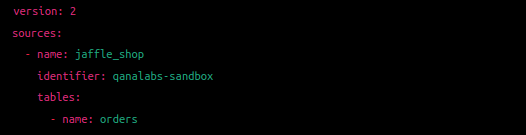 version: 2
sources:
  - name: jaffle_shop
    identifier: qanalabs-sandbox
    tables:
      - name: orders